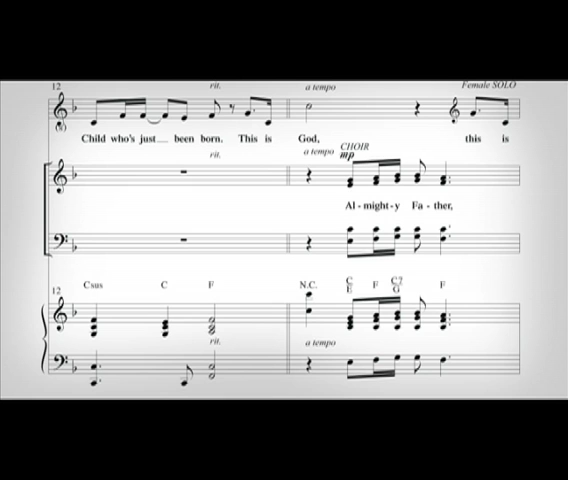 12 rit. a tempo Female SOLO
Child who's just been born. This is God, this is
rit. a tempo CHOIR
mp
Al - might - y Fa - ther,
12 Csus C F N.C. C/E F C2/G F
rit. a tempo